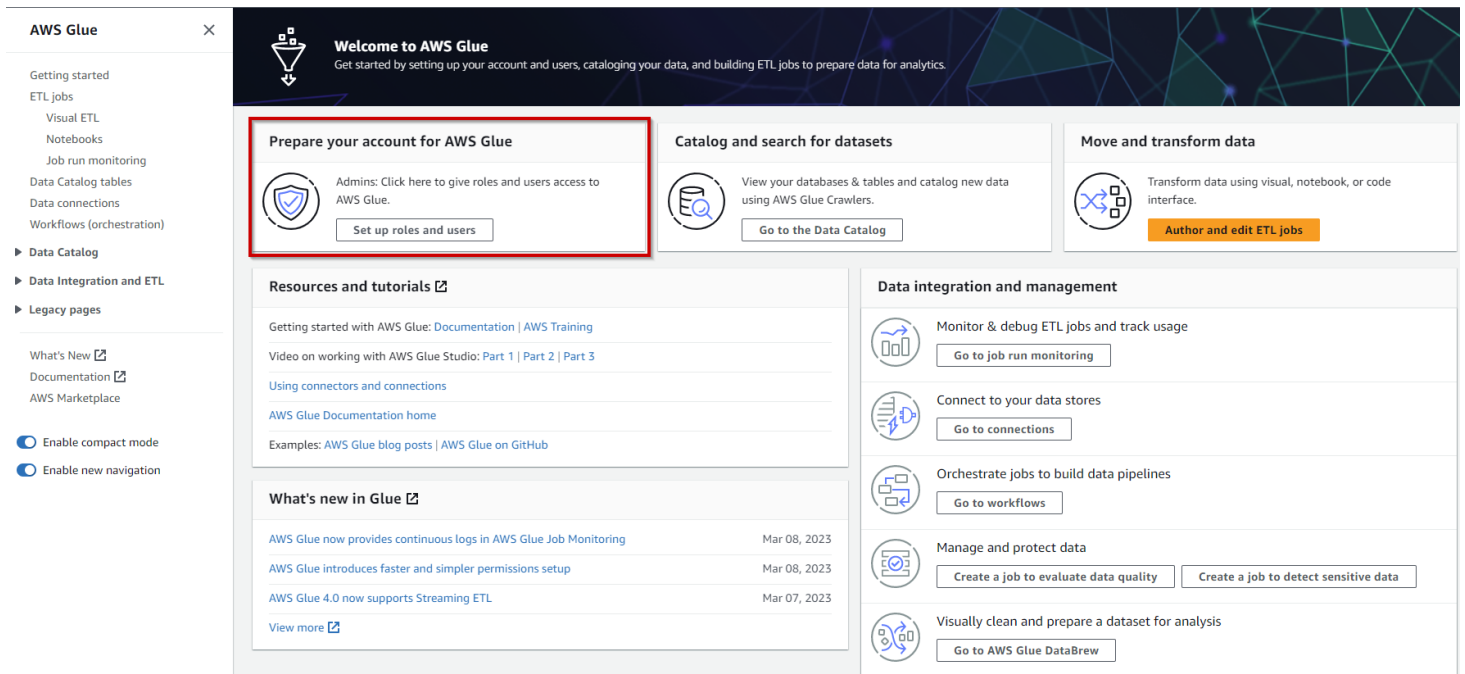 AWS Glue
Getting started
ETL jobs
Visual ETL
Notebooks
Job run monitoring
Data Catalog tables
Data connections
Workflows (orchestration)
Data Catalog
Data Integration and ETL
Legacy pages
What's New
Documentation
AWS Marketplace
Enable compact mode
Enable new navigation
Welcome to AWS Glue
Get started by setting up your account and users, cataloging your data, and building ETL jobs to prepare data for analytics.
Prepare your account for AWS Glue
Admins: Click here to give roles and users access to
AWS Glue.
Set up roles and users
Catalog and search for datasets
View your databases & tables and catalog new data
using AWS Glue Crawlers.
Go to the Data Catalog
Move and transform data
Transform data using visual, notebook, or code
interface.
Author and edit ETL jobs
Resources and tutorials
Getting started with AWS Glue: Documentation | AWS Training
Video on working with AWS Glue Studio: Part 1 | Part 2 | Part 3
Using connectors and connections
AWS Glue Documentation home
Examples: AWS Glue blog posts | AWS Glue on GitHub
What's new in Glue
AWS Glue now provides continuous logs in AWS Glue Job Monitoring Mar 08, 2023
AWS Glue introduces faster and simpler permissions setup Mar 08, 2023
AWS Glue 4.0 now supports Streaming ETL Mar 07, 2023
View more
Data integration and management
Monitor & debug ETL jobs and track usage
Go to job run monitoring
Connect to your data stores
Go to connections
Orchestrate jobs to build data pipelines
Go to workflows
Manage and protect data
Create a job to evaluate data quality Create a job to detect sensitive data
Visually clean and prepare a dataset for analysis
Go to AWS Glue DataBrew